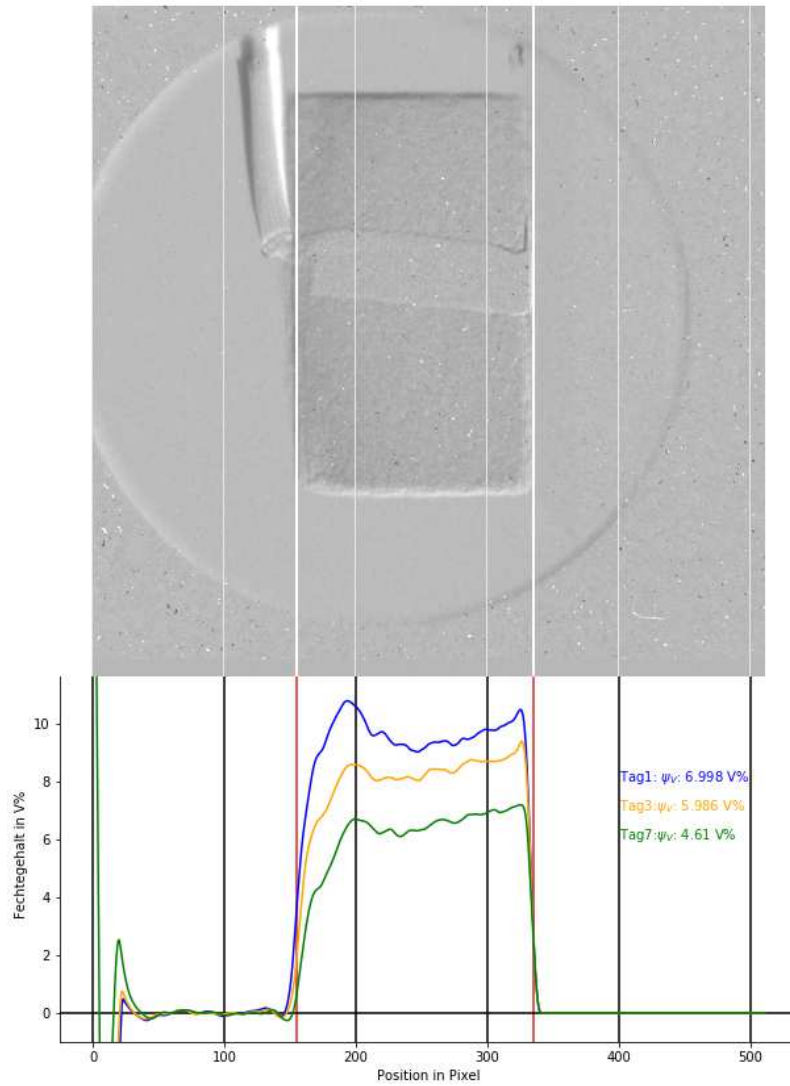 10
8
6
4
2
0
Fechtegehalt in V%
Tag1: ψV: 6.998 V%
Tag3:ψV: 5.986 V%
Tag7:ψV: 4.61 V%
0 100 200 300 400 500
Position in Pixel